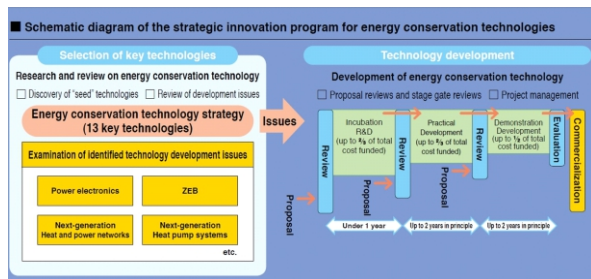 ■ Schematic diagram of the strategic innovation program for energy conservation technologies
Selection of key technologies
Research and review on energy conservation technology
□ Discovery of “seed” technologies □ Review of development issues
Energy conservation technology strategy
(13 key technologies)
Examination of identified technology development issues
Power electronics
ZEB
Next-generation
Heat and power networks
Next-generation
Heat pump systems
etc.
Issues
Technology development
Development of energy conservation technology
□ Proposal reviews and stage gate reviews □ Project management
Proposal
Review
Incubation
R&D
(up to of total
cost funded)
Proposal
Review
Practical
Development
(up to of total
cost funded)
Proposal
Review
Demonstration
Development
(up to of total
cost funded)
Evaluation
Commercialization
Under 1 year
Up to 2 years in principle
Up to 2 years in principle